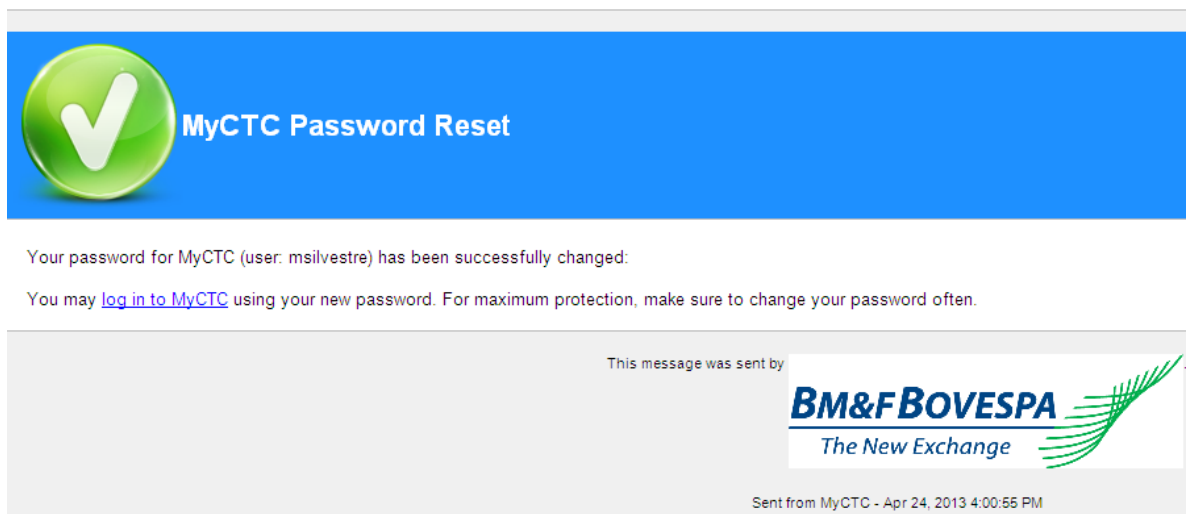 MyCTC Password Reset
Your password for MyCTC (user: msilvestre) has been successfully changed:
You may log in to MyCTC using your new password. For maximum protection, make sure to change your password often.
This message was sent by
BM&FBOVESPA
The New Exchange
.
Sent from MyCTC - Apr 24, 2013 4:00:55 PM